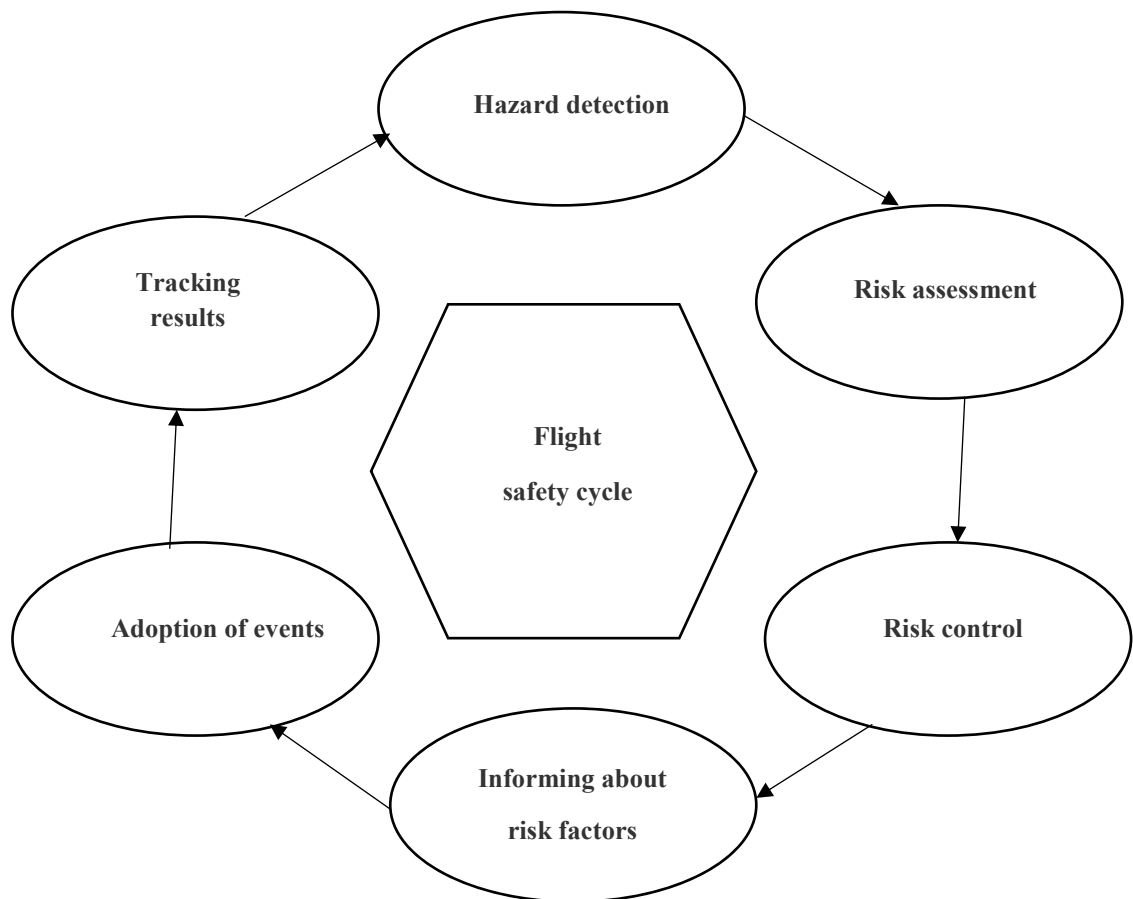 Hazard detection
Risk assessment
Risk control
Informing about
risk factors
Adoption of events
Tracking
results
Flight
safety cycle